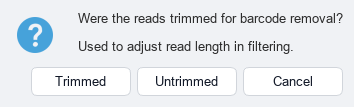 Were the reads trimmed for barcode removal?
Used to adjust read length in filtering.
Trimmed Untrimmed Cancel